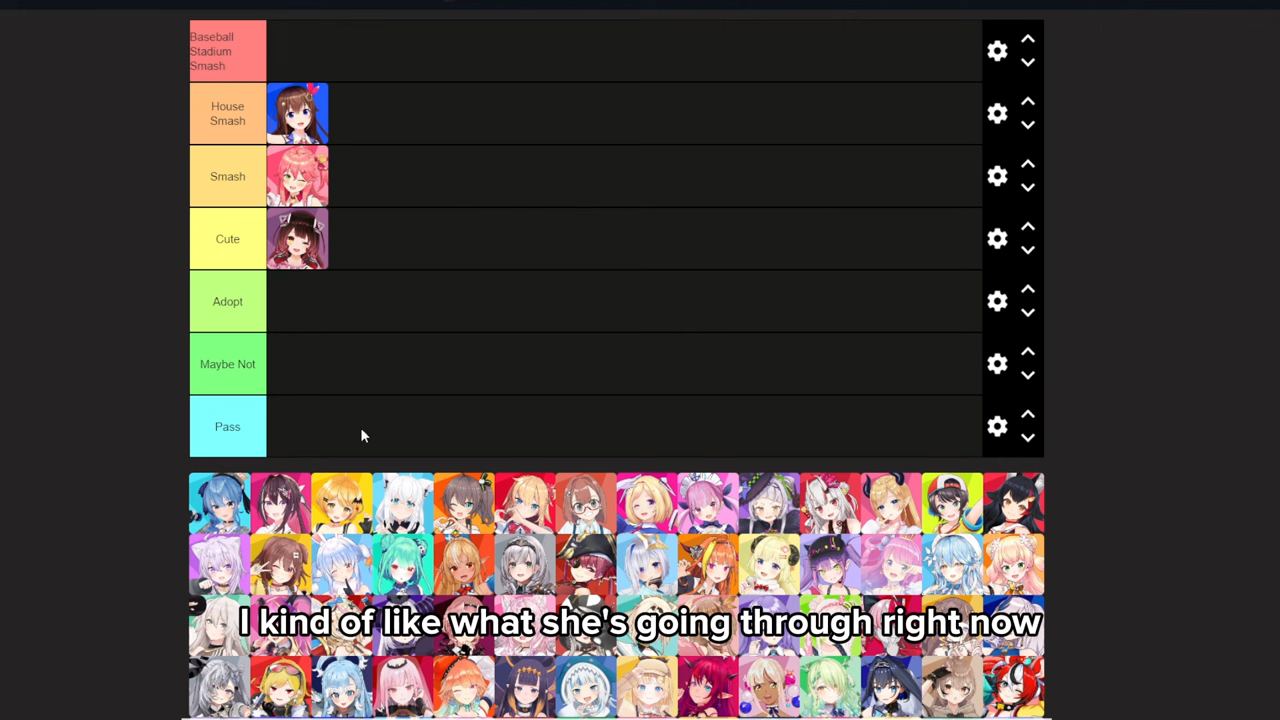 Baseball
Stadium
Smash
House
Smash
Smash
Cute
Adopt
Maybe Not
Pass
I kind of like what she's going through right now